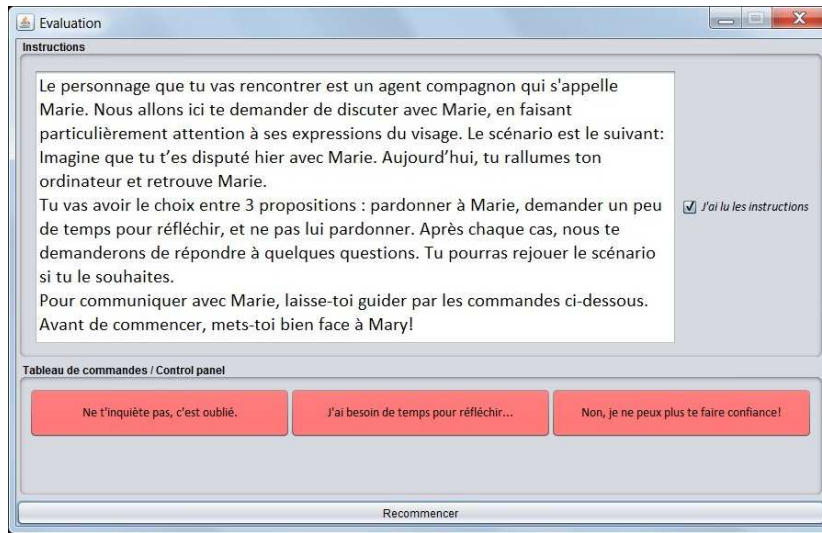 Evaluation
Instructions
Le personnage que tu vas rencontrer est un agent compagnon qui s'appelle
Marie. Nous allons ici te demander de discuter avec Marie, en faisant
particulièrement attention à ses expressions du visage. Le scénario est le suivant:
Imagine que tu t'es disputé hier avec Marie. Aujourd'hui, tu rallumes ton
ordinateur et retrouve Marie.
Tu vas avoir le choix entre 3 propositions : pardonner à Marie, demander un peu
de temps pour réfléchir, et ne pas lui pardonner. Après chaque cas, nous te
demanderons de répondre à quelques questions. Tu pourras rejouer le scénario
si tu le souhaites.
Pour communiquer avec Marie, laisse-toi guider par les commandes ci-dessous.
Avant de commencer, mets-toi bien face à Mary!
J'ai lu les instructions
Tableau de commandes / Control panel
Ne t'inquiète pas, c'est oublié.
J'ai besoin de temps pour réfléchir...
Non, je ne peux plus te faire confiance!
Recommencer